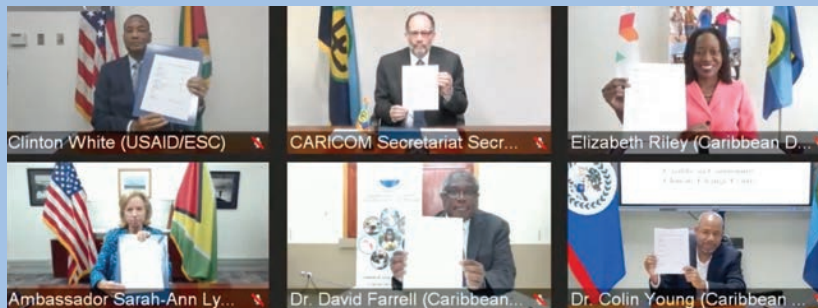 Clinton White (USAID/ESC)
CARICOM Secretariat Secr...
Elizabeth Riley (Caribbean D...
Ambassador Sarah-Ann Ly...
Dr. David Farrell (Caribbean...
Dr. Colin Young (Caribbean ...